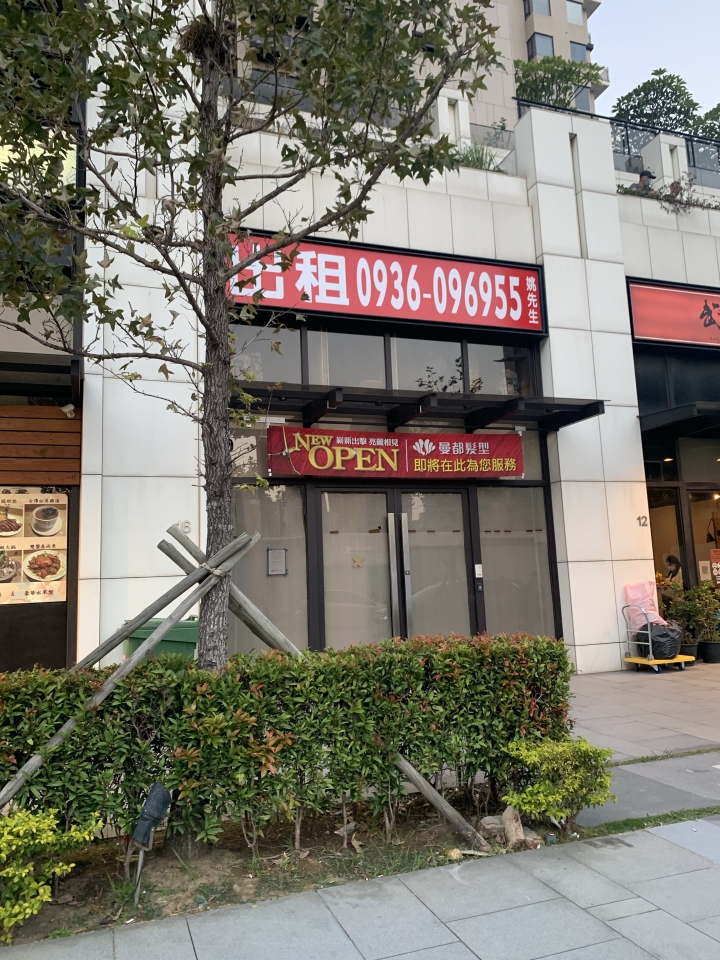 出租 0936-096955 姚先生
NEW OPEN
嶄新出擊 亮麗相見
曼都髮型
即將在此為您服務
16
12